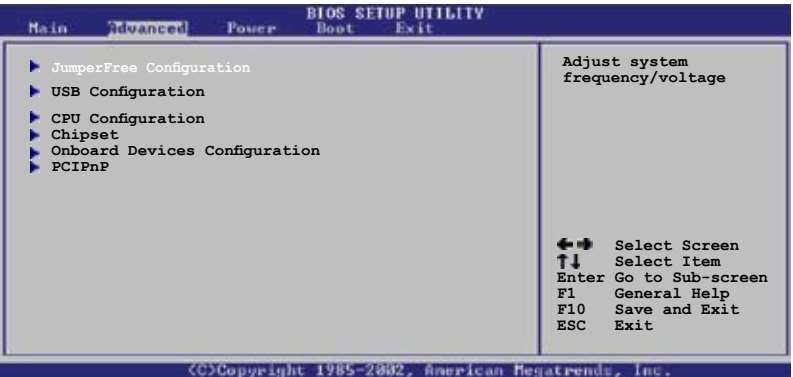 BIOS SETUP UTILITY
Main Advanced Power Boot Exit
JumperFree Configuration
USB Configuration
CPU Configuration
Chipset
Onboard Devices Configuration
PCIPnP
Adjust system
frequency/voltage
Select Screen
↑↓ Select Item
Enter Go to Sub-screen
F1 General Help
F10 Save and Exit
ESC Exit
(C)Copyright 1985-2002, American Megatrends, Inc.